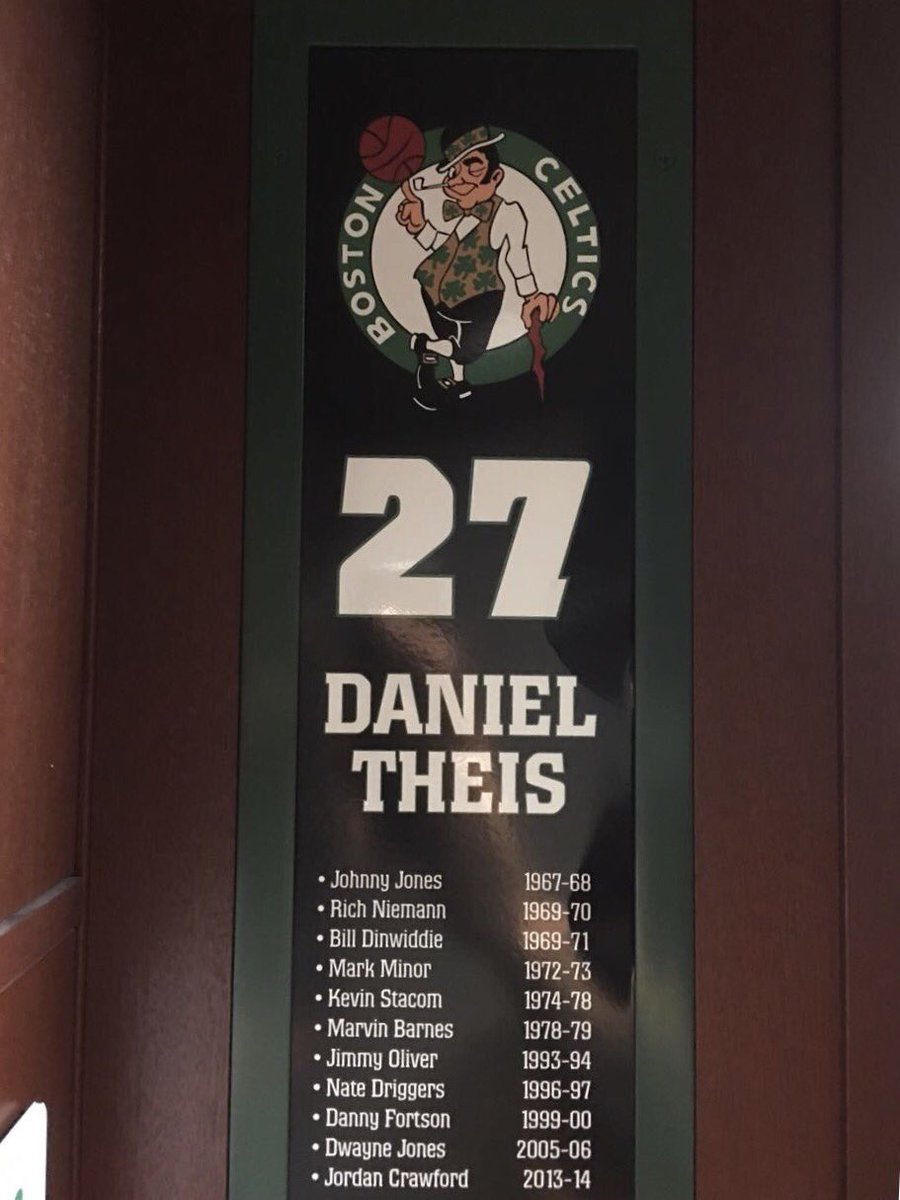 BOSTON CELTICS
27
DANIEL
THEIS
• Johnny Jones 1967-68
• Rich Niemann 1969-70
• Bill Dinwiddie 1969-71
• Mark Minor 1972-73
• Kevin Stacom 1974-78
• Marvin Barnes 1978-79
• Jimmy Oliver 1993-94
• Nate Driggers 1996-97
• Danny Fortson 1999-00
• Dwayne Jones 2005-06
• Jordan Crawford 2013-14